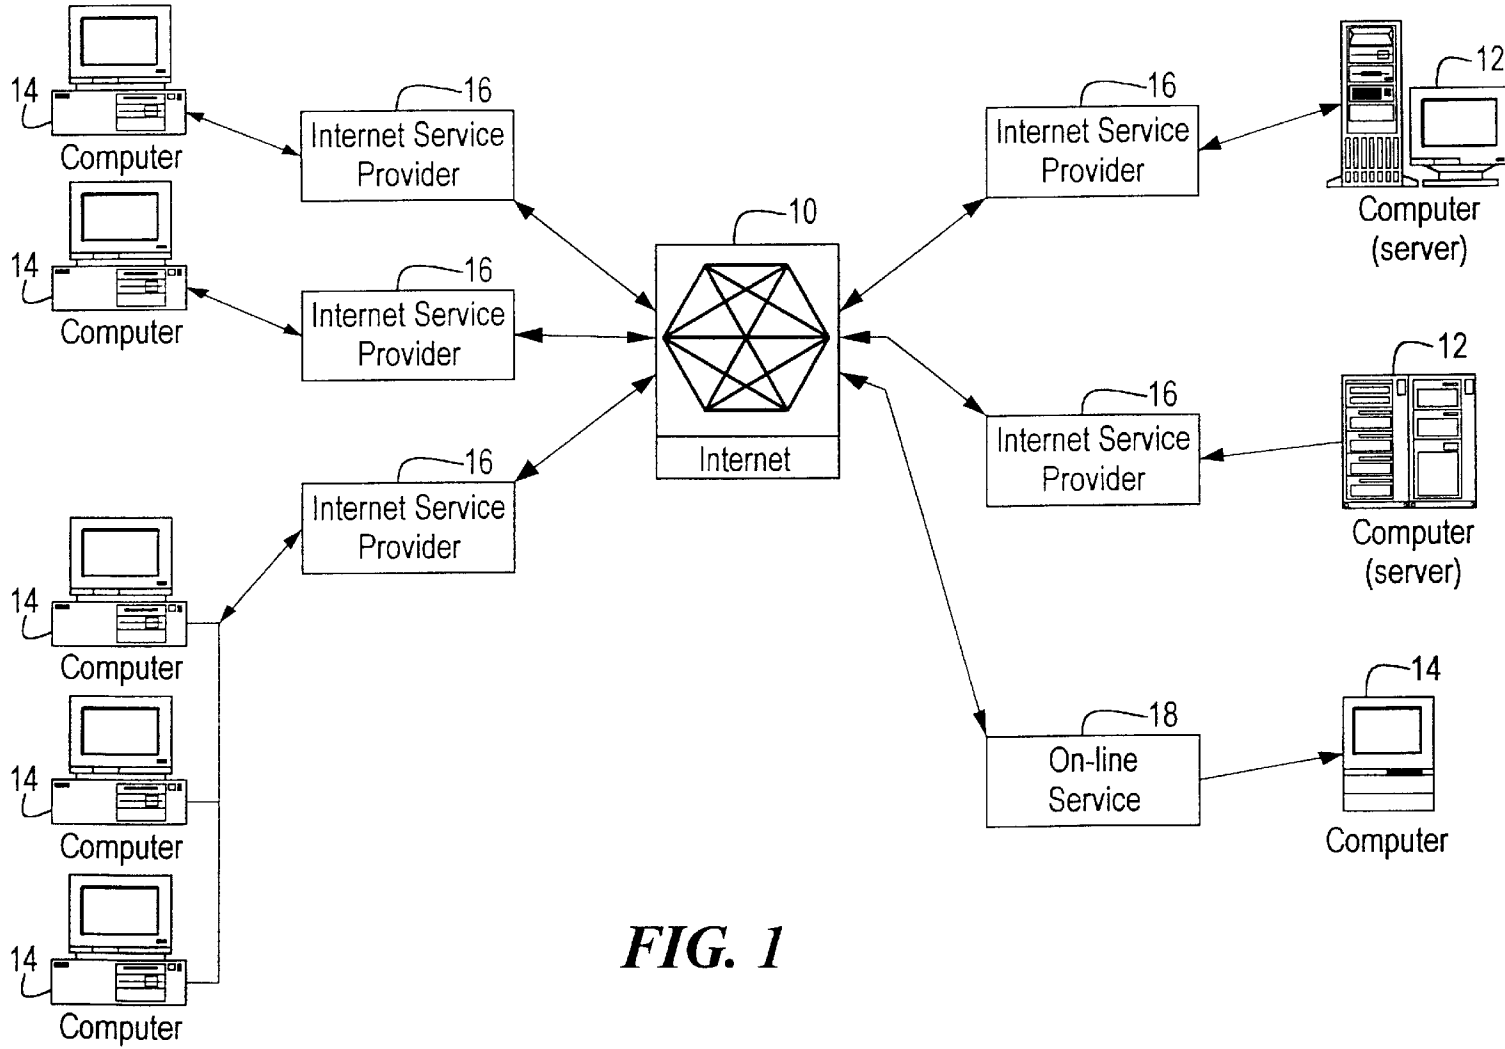 14
Computer
14
Computer
16
Internet Service
Provider
16
Internet Service
Provider
16
Internet Service
Provider
14
Computer
14
Computer
14
Computer
10
Internet
16
Internet Service
Provider
12
Computer
(server)
16
Internet Service
Provider
12
Computer
(server)
18
On-line
Service
14
Computer
FIG. 1